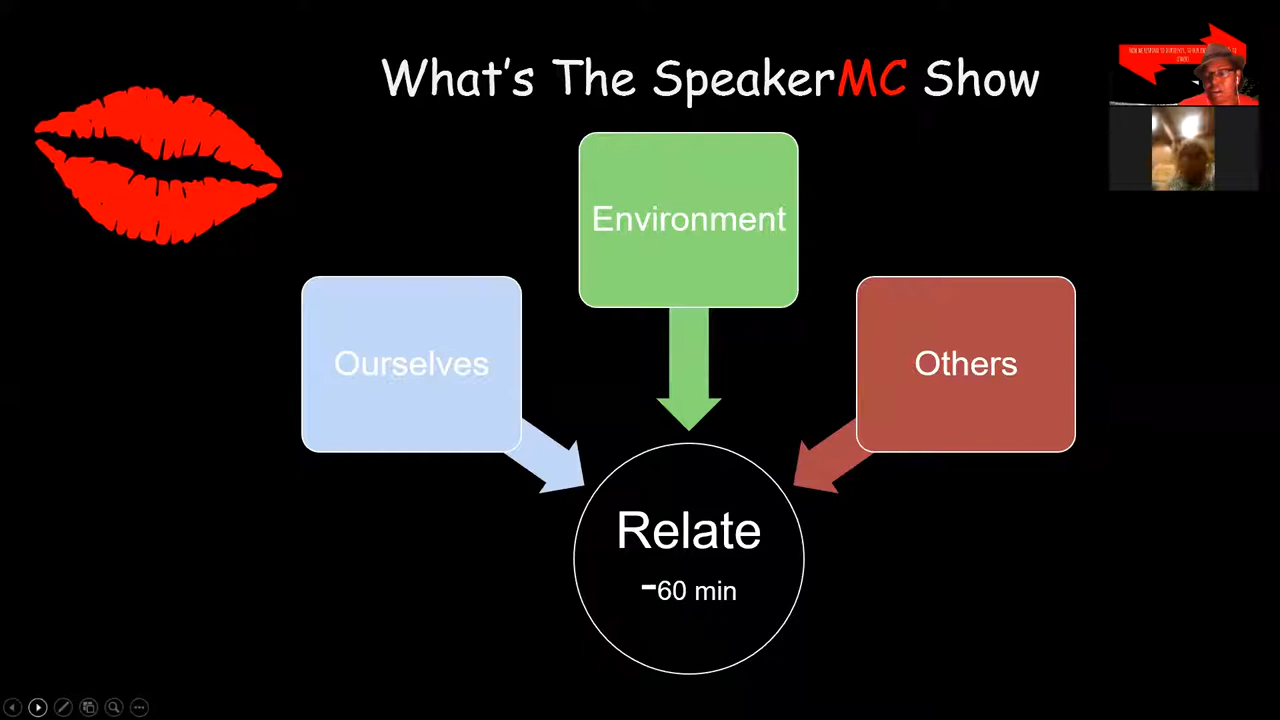 What's The SpeakerMC Show
Environment
Ourselves
Others
Relate
-60 min